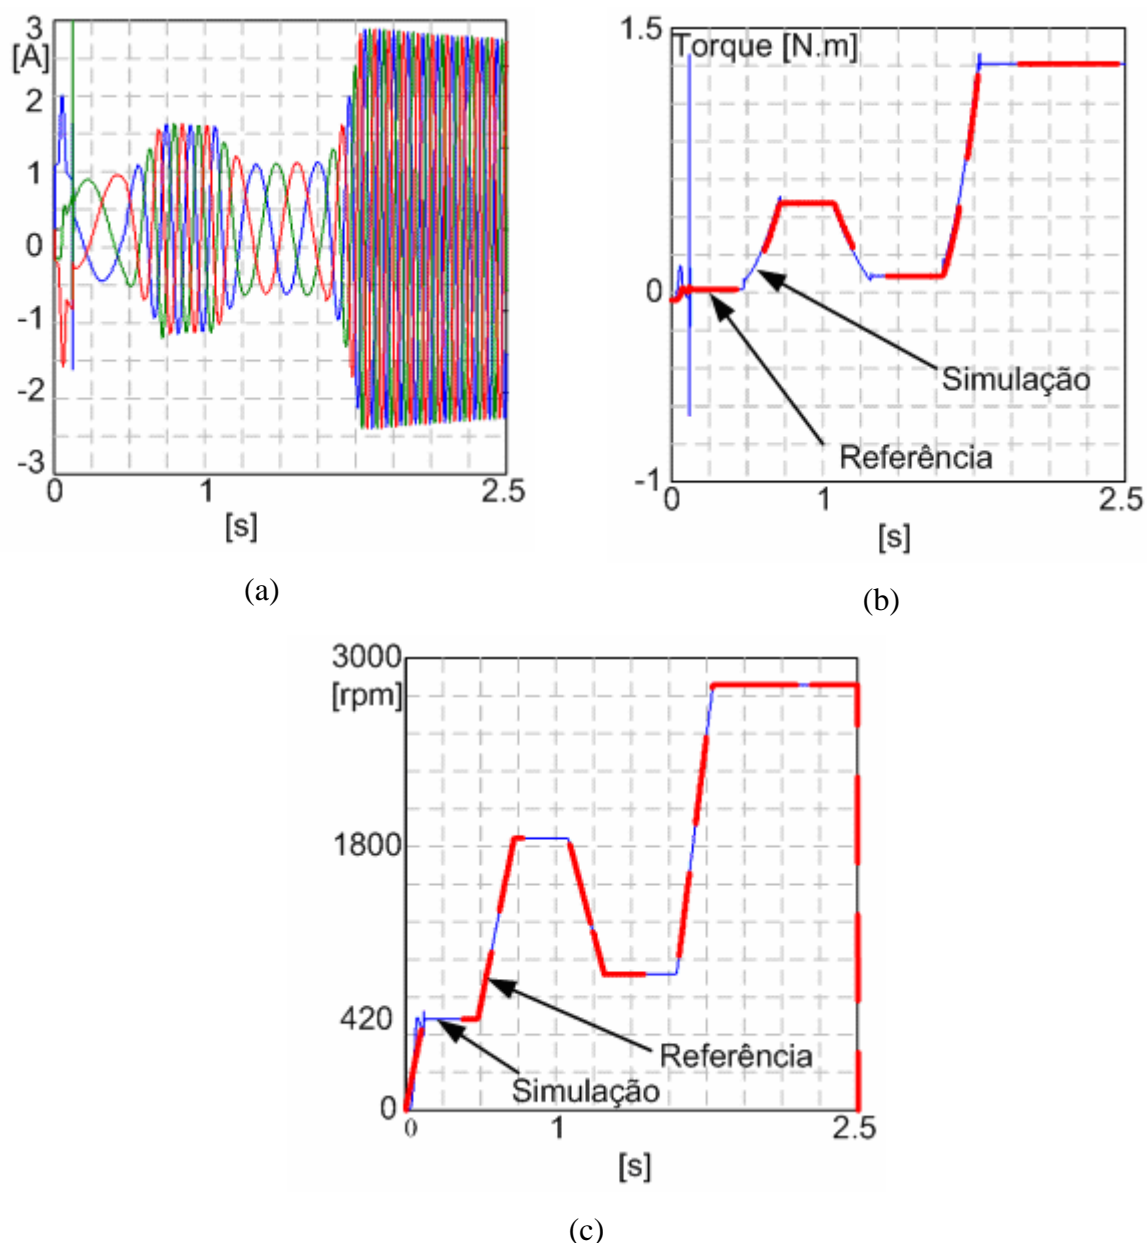 3
[A]
2
1
0
-1
-2
-3
0
1
2.5
[s]
(a)
1.5
Torque [N.m]
0
Simulação
Referência
-1
0
1
2.5
[s]
(b)
3000
[rpm]
1800
420
Referência
Simulação
0
0
1
2.5
[s]
(c)